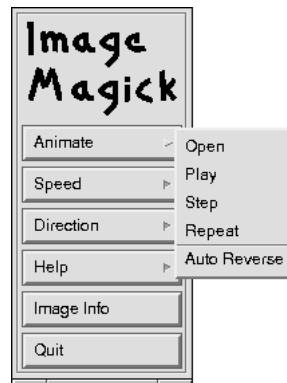 Image
Magick
Animate
Open
Play
Step
Repeat
Auto Reverse
Speed
Direction
Help
Image Info
Quit